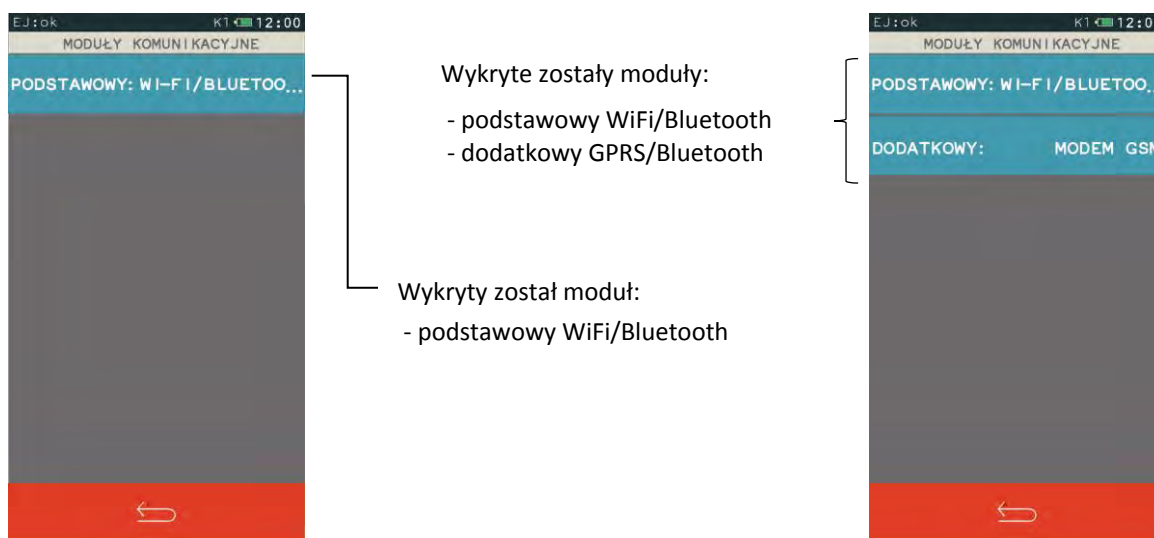 EJ:ok K1 12:00
MODUŁY KOMUNIKACYJNE
PODSTAWOWY: WI-FI/BLUETOO...
Wykryte zostały moduły:
- podstawowy WiFi/Bluetooth
- dodatkowy GPRS/Bluetooth
Wykryty został moduł:
- podstawowy WiFi/Bluetooth
EJ:ok K1 12:0
MODUŁY KOMUNIKACYJNE
PODSTAWOWY: WI-FI/BLUETOO..
DODATKOWY: MODEM GSM